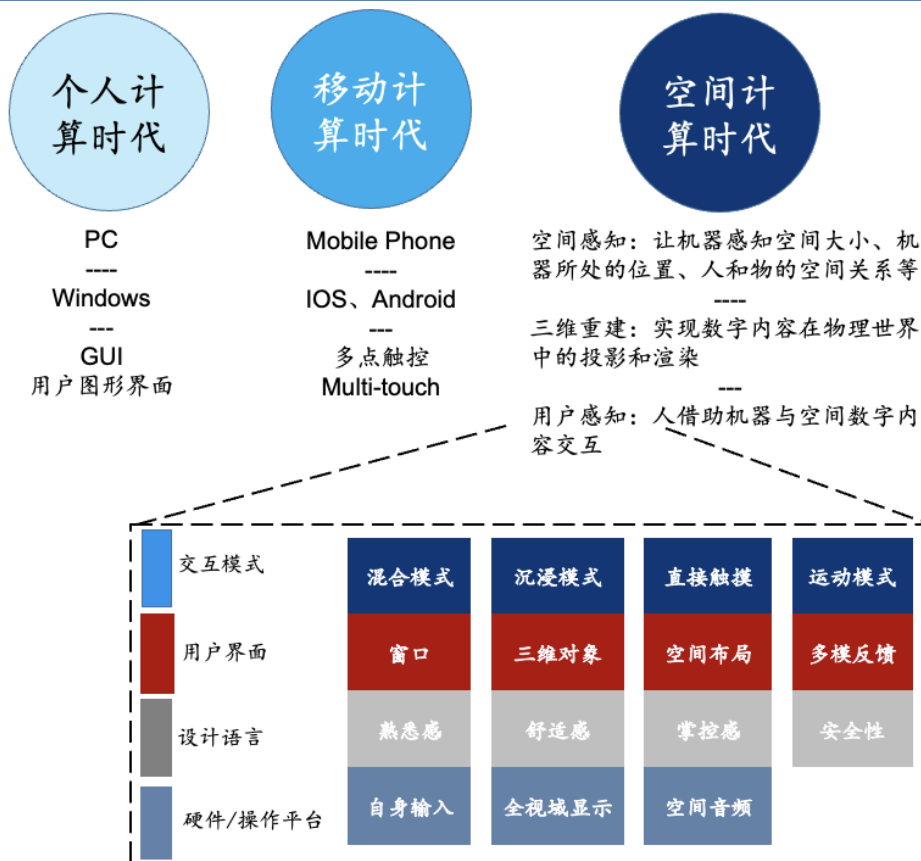 个人计
算时代
移动计
算时代
空间计
算时代
PC
----
Windows
---
GUI
用户图形界面
Mobile Phone
----
IOS、Android
---
多点触控
Multi-touch
空间感知：让机器感知空间大小、机
器所处的位置、人和物的空间关系等
----
三维重建：实现数字内容在物理世界
中的投影和渲染
---
用户感知：人借助机器与空间数字内
容交互
交互模式
混合模式
沉浸模式
直接触摸
运动模式
用户界面
窗口
三维对象
空间布局
多模反馈
设计语言
熟悉感
舒适感
掌控感
安全性
硬件/操作平台
自身输入
全视域显示
空间音频